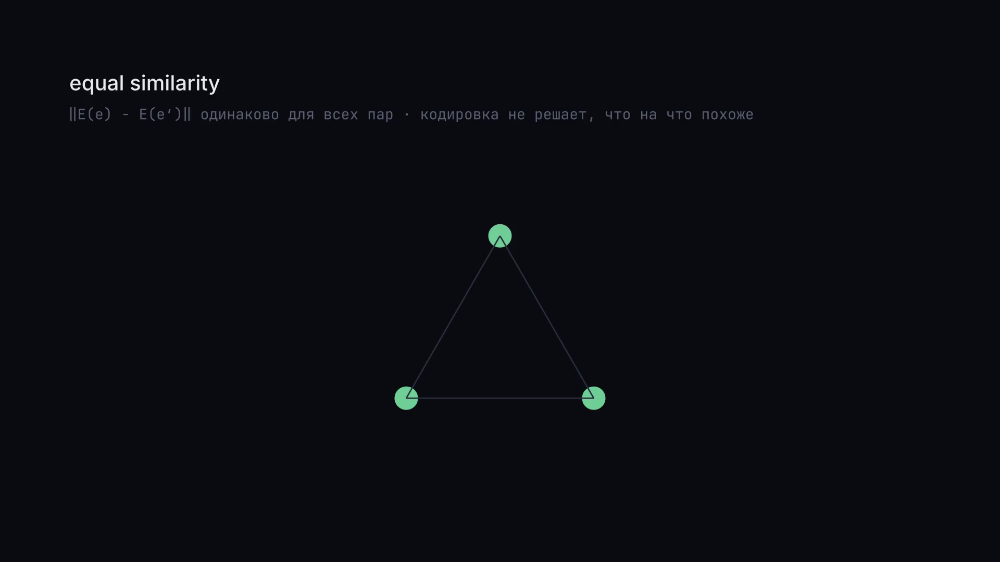 equal similarity
‖E(e) - E(e′)‖ одинаково для всех пар · кодировка не решает, что на что похоже